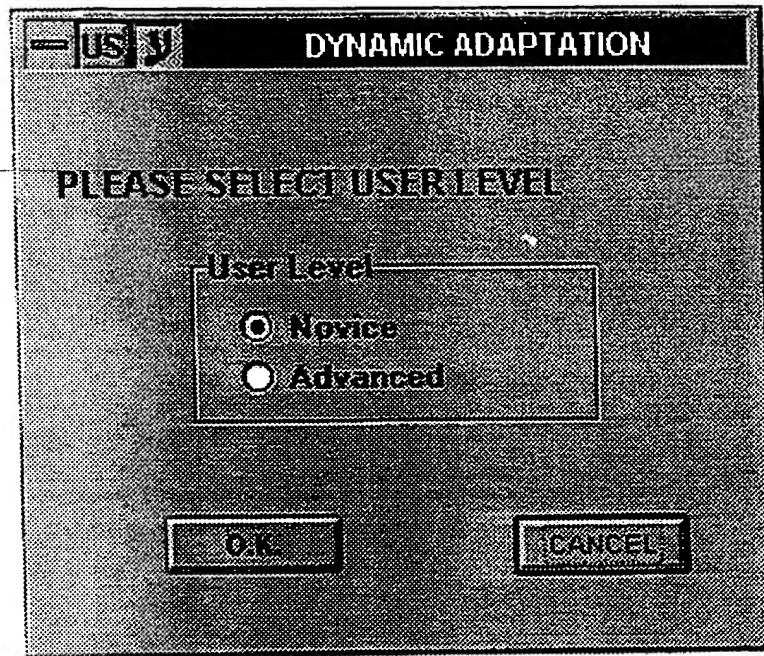 US DYNAMIC ADAPTATION
PLEASE SELECT USER LEVEL
User Level
Novice
Advanced
O.K.
CANCEL